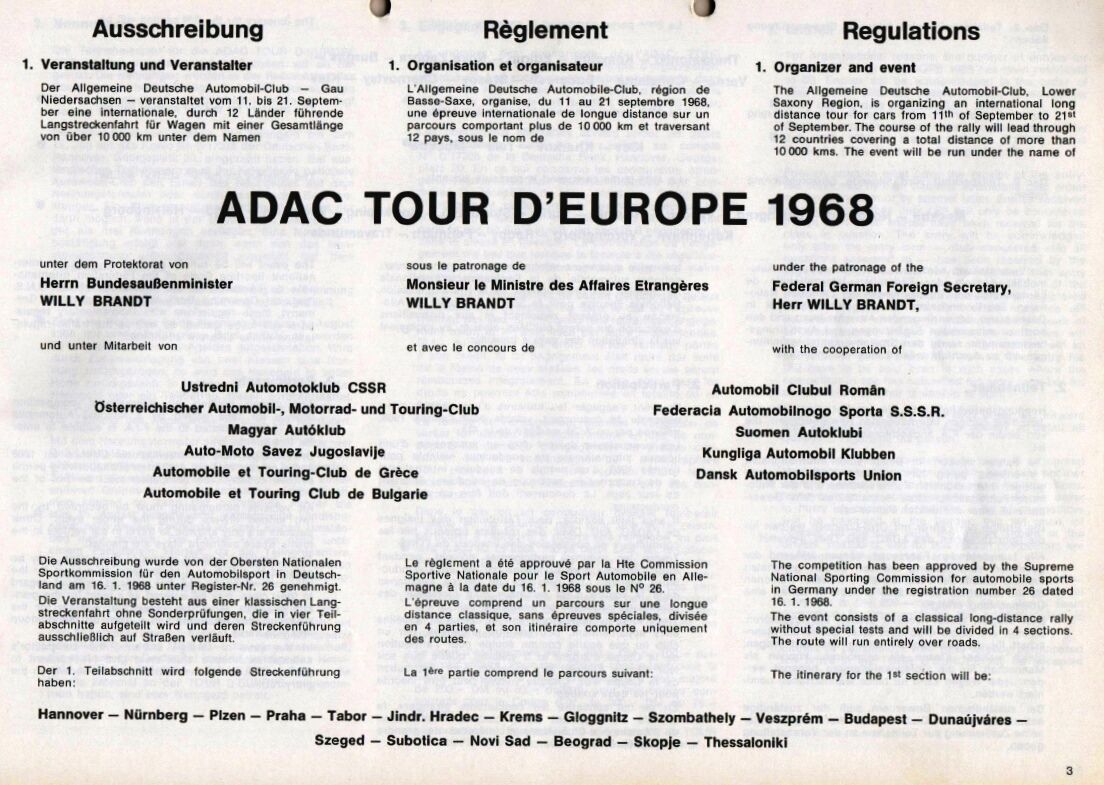 Ausschreibung
1. Veranstaltung und Veranstalter
Der Allgemeine Deutsche Automobil-Club – Gau
Niedersachsen – veranstaltet vom 11. bis 21. Septem-
ber eine internationale, durch 12 Länder führende
Langstreckenfahrt für Wagen mit einer Gesamtlänge
von über 10 000 km unter dem Namen
Règlement
1. Organisation et organisateur
L'Allgemeine Deutsche Automobile-Club, région de
Basse-Saxe, organise, du 11 au 21 septembre 1968,
une épreuve internationale de longue distance sur un
parcours comportant plus de 10 000 km et traversant
12 pays, sous le nom de
Regulations
1. Organizer and event
The Allgemeine Deutsche Automobil-Club, Lower
Saxony Region, is organizing an international long
distance tour for cars from 11th of September to 21st
of September. The course of the rally will lead through
12 countries covering a total distance of more than
10 000 kms. The event will be run under the name of
ADAC TOUR D'EUROPE 1968
unter dem Protektorat von
Herrn Bundesaußenminister
WILLY BRANDT
und unter Mitarbeit von
sous le patronage de
Monsieur le Ministre des Affaires Etrangères
WILLY BRANDT
et avec le concours de
under the patronage of the
Federal German Foreign Secretary,
Herr WILLY BRANDT,
with the cooperation of
Ustredni Automotoklub CSSR
Österreichischer Automobil-, Motorrad- und Touring-Club
Magyar Autóklub
Auto-Moto Savez Jugoslavije
Automobile et Touring-Club de Grèce
Automobile et Touring Club de Bulgarie
Automobil Clubul Român
Federacia Automobilnogo Sporta S.S.S.R.
Suomen Autoklubi
Kungliga Automobil Klubben
Dansk Automobilsports Union
Die Ausschreibung wurde von der Obersten Nationalen
Sportkommission für den Automobilsport in Deutsch-
land am 16. 1. 1968 unter Register-Nr. 26 genehmigt.
Die Veranstaltung besteht aus einer klassischen Lang-
streckenfahrt ohne Sonderprüfungen, die in vier Teil-
abschnitte aufgeteilt wird und deren Streckenführung
ausschließlich auf Straßen verläuft.
Der 1. Teilabschnitt wird folgende Streckenführung
haben:
Le règlement a été approuvé par la Hte Commission
Sportive Nationale pour le Sport Automobile en Alle-
magne à la date du 16. 1. 1968 sous le N° 26.
L'épreuve comprend un parcours sur une longue
distance classique, sans épreuves spéciales, divisée
en 4 parties, et son itinéraire comporte uniquement
des routes.
La 1ère partie comprend le parcours suivant:
The competition has been approved by the Supreme
National Sporting Commission for automobile sports
in Germany under the registration number 26 dated
16. 1. 1968.
The event consists of a classical long-distance rally
without special tests and will be divided in 4 sections.
The route will run entirely over roads.
The itinerary for the 1st section will be:
Hannover – Nürnberg – Plzen – Praha – Tabor – Jindr. Hradec – Krems – Gloggnitz – Szombathely – Veszprém – Budapest – Dunaújváres –
Szeged – Subotica – Novi Sad – Beograd – Skopje – Thessaloniki
3